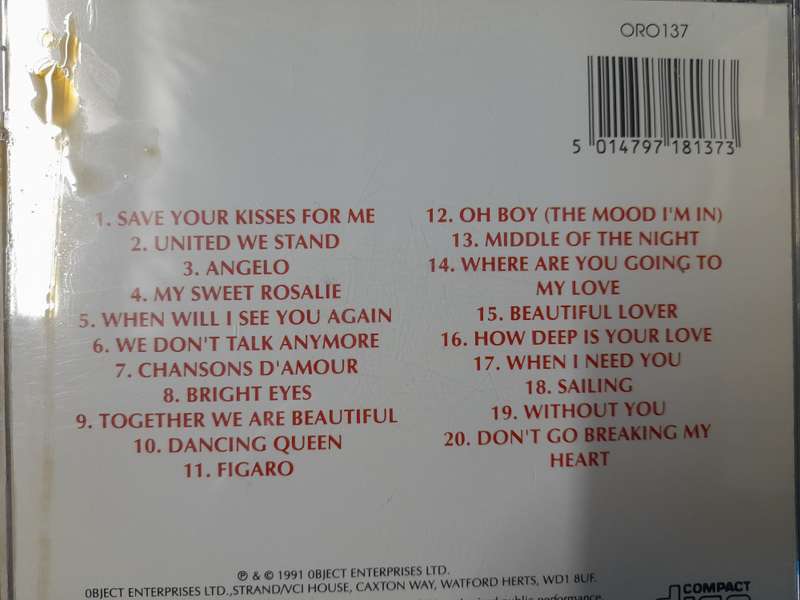 ORO137
5 014797 181373
1. SAVE YOUR KISSES FOR ME
2. UNITED WE STAND
3. ANGELO
4. MY SWEET ROSALIE
5. WHEN WILL I SEE YOU AGAIN
6. WE DON'T TALK ANYMORE
7. CHANSONS D'AMOUR
8. BRIGHT EYES
9. TOGETHER WE ARE BEAUTIFUL
10. DANCING QUEEN
11. FIGARO
12. OH BOY (THE MOOD I'M IN)
13. MIDDLE OF THE NIGHT
14. WHERE ARE YOU GOING TO
MY LOVE
15. BEAUTIFUL LOVER
16. HOW DEEP IS YOUR LOVE
17. WHEN I NEED YOU
18. SAILING
19. WITHOUT YOU
20. DON'T GO BREAKING MY
HEART
℗ & © 1991 0BJECT ENTERPRISES LTD.
0BJECT ENTERPRISES LTD.,STRAND/VCI HOUSE, CAXTON WAY, WATFORD HERTS, WD1 8UF.
public performance
COMPACT
disc